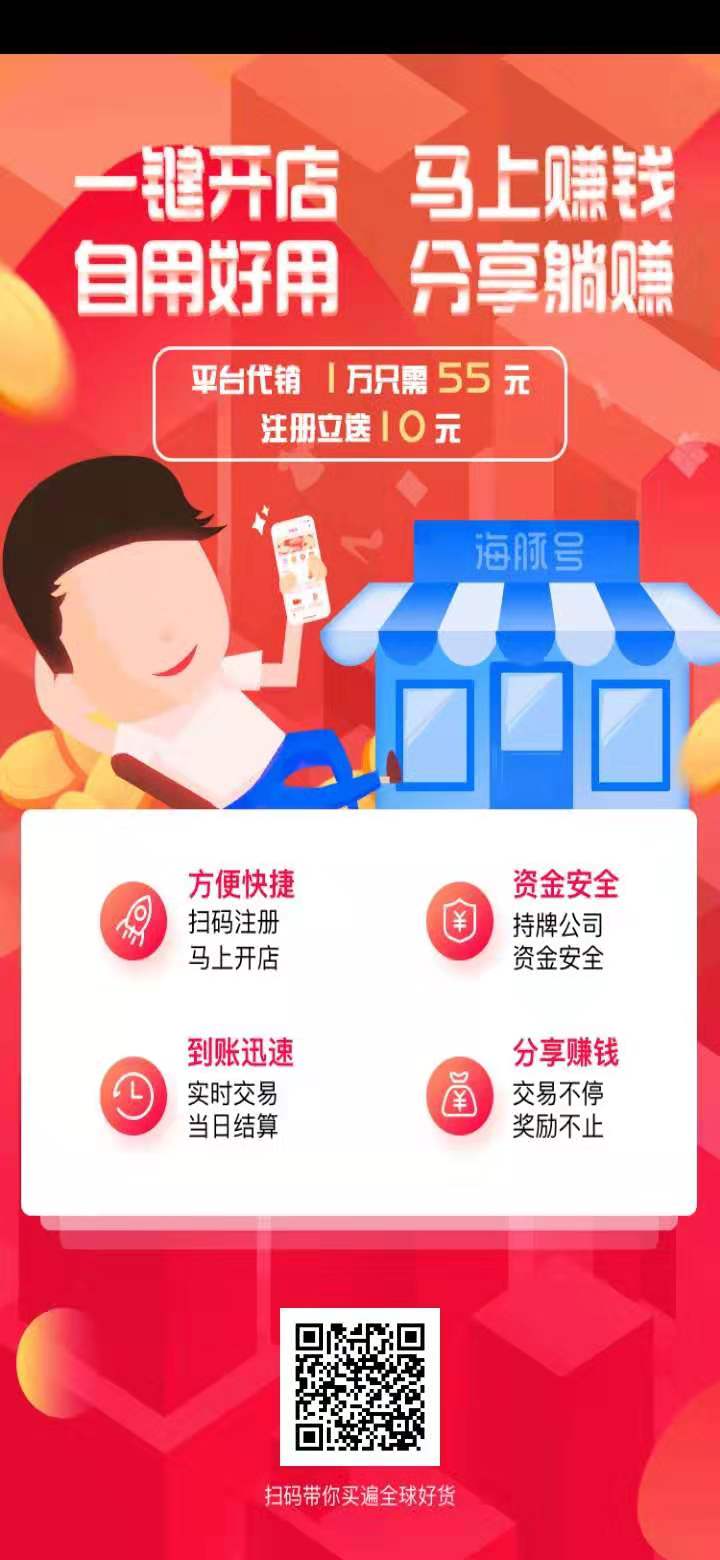 一键开店 马上赚钱
自用好用 分享躺赚
平台代销 1万只需55元
注册立送10元
海豚号
方便快捷
扫码注册
马上开店
资金安全
持牌公司
资金安全
到账迅速
实时交易
当日结算
分享赚钱
交易不停
奖励不止
扫码带你买遍全球好货